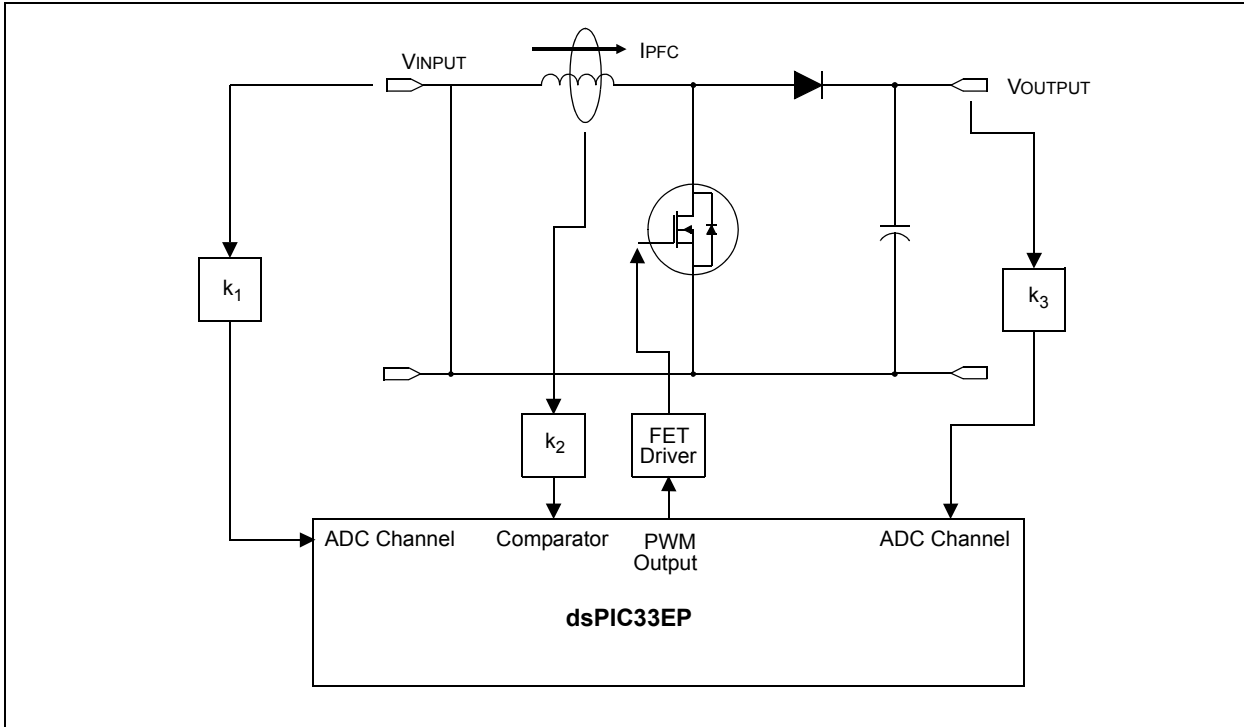 IPFC
VINPUT
VOUTPUT
k1
k3
k2
FET
Driver
ADC Channel
Comparator
PWM
Output
ADC Channel
dsPIC33EP